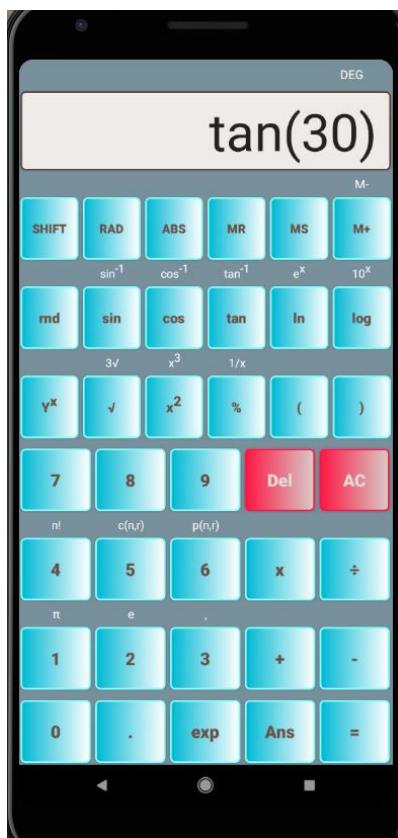 DEG
tan(30)
M-
SHIFT RAD ABS MR MS M+
sin-1 cos-1 tan-1 eX 10X
rnd sin cos tan ln log
3√ x3 1/x
YX √ x2 % ( )
7 8 9 Del AC
n! c(n,r) p(n,r)
4 5 6 x ÷
π e ,
1 2 3 + -
0 . exp Ans =